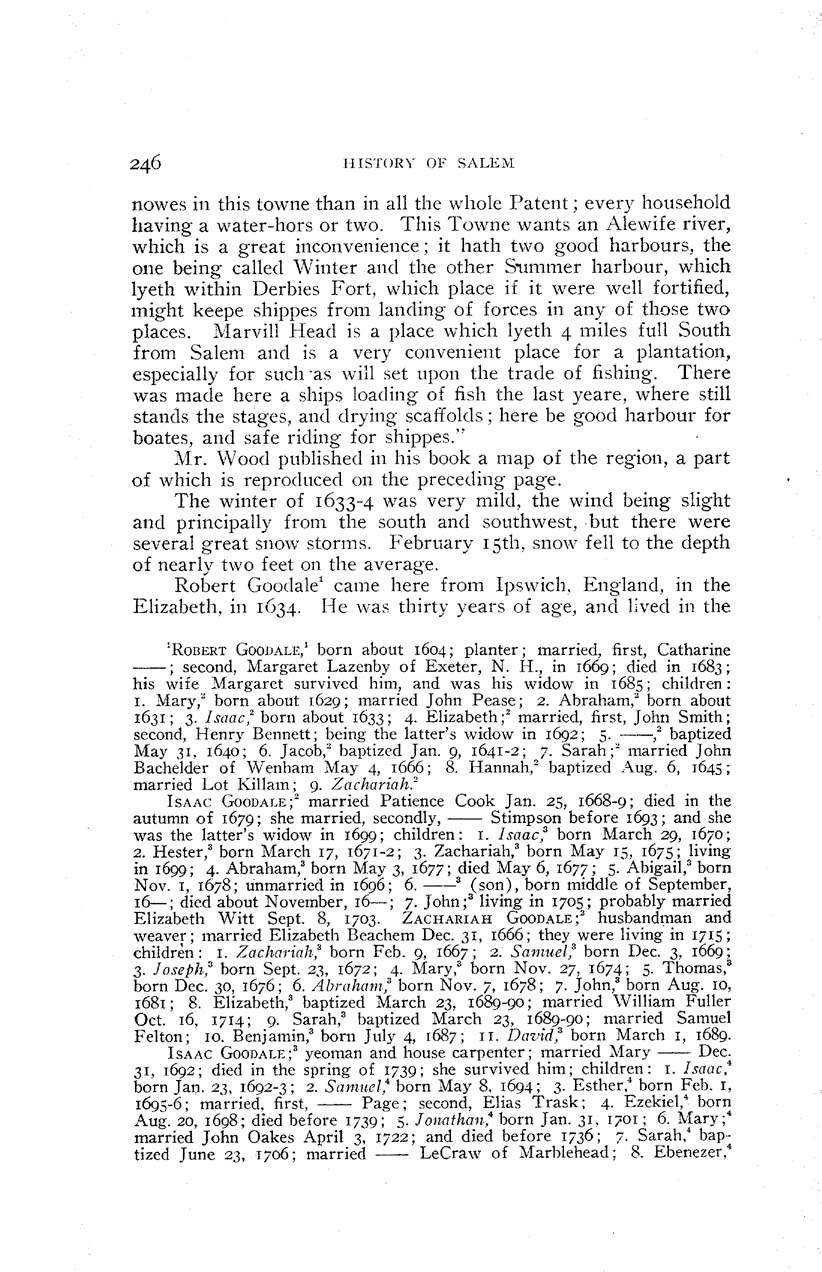 246 HISTORY OF SALEM
nowes in this towne than in all the whole Patent; every household
having a water-hors or two. This Towne wants an Alewife river,
which is a great inconvenience; it hath two good harbours, the
one being called Winter and the other Summer harbour, which
lyeth within Derbies Fort, which place if it were well fortified,
might keepe shippes from landing of forces in any of those two
places. Marvill Head is a place which lyeth 4 miles full South
from Salem and is a very convenient place for a plantation,
especially for such as will set upon the trade of fishing. There
was made here a ships loading of fish the last yeare, where still
stands the stages, and drying scaffolds; here be good harbour for
boates, and safe riding for shippes."
Mr. Wood published in his book a map of the region, a part
of which is reproduced on the preceding page.
The winter of 1633-4 was very mild, the wind being slight
and principally from the south and southwest, but there were
several great snow storms. February 15th, snow fell to the depth
of nearly two feet on the average.
Robert Goodale¹ came here from Ipswich, England, in the
Elizabeth, in 1634. He was thirty years of age, and lived in the
¹ROBERT GOODALE,¹ born about 1604; planter; married, first, Catharine
——; second, Margaret Lazenby of Exeter, N. H., in 1669; died in 1683;
his wife Margaret survived him, and was his widow in 1685; children:
1. Mary,² born about 1629; married John Pease; 2. Abraham,² born about
1631; 3. Isaac,² born about 1633; 4. Elizabeth;² married, first, John Smith;
second, Henry Bennett; being the latter's widow in 1692; 5. ——,² baptized
May 31, 1640; 6. Jacob,² baptized Jan. 9, 1641-2; 7. Sarah;² married John
Bachelder of Wenham May 4, 1666; 8. Hannah,² baptized Aug. 6, 1645;
married Lot Killam; 9. Zachariah.²
ISAAC GOODALE;² married Patience Cook Jan. 25, 1668-9; died in the
autumn of 1679; she married, secondly, —— Stimpson before 1693; and she
was the latter's widow in 1699; children: 1. Isaac,³ born March 29, 1670;
2. Hester,³ born March 17, 1671-2; 3. Zachariah,³ born May 15, 1675; living
in 1699; 4. Abraham,³ born May 3, 1677; died May 6, 1677; 5. Abigail,³ born
Nov. 1, 1678; unmarried in 1696; 6. ——³ (son), born middle of September,
16—; died about November, 16—; 7. John;³ living in 1705; probably married
Elizabeth Witt Sept. 8, 1703. ZACHARIAH GOODALE;² husbandman and
weaver; married Elizabeth Beachem Dec. 31, 1666; they were living in 1715;
children: 1. Zachariah,³ born Feb. 9, 1667; 2. Samuel,³ born Dec. 3, 1669;
3. Joseph,³ born Sept. 23, 1672; 4. Mary,³ born Nov. 27, 1674; 5. Thomas,³
born Dec. 30, 1676; 6. Abraham,³ born Nov. 7, 1678; 7. John,³ born Aug. 10,
1681; 8. Elizabeth,³ baptized March 23, 1689-90; married William Fuller
Oct. 16, 1714; 9. Sarah,³ baptized March 23, 1689-90; married Samuel
Felton; 10. Benjamin,³ born July 4, 1687; 11. David,³ born March 1, 1689.
ISAAC GOODALE;³ yeoman and house carpenter; married Mary —— Dec.
31, 1692; died in the spring of 1739; she survived him; children: 1. Isaac,⁴
born Jan. 23, 1692-3; 2. Samuel,⁴ born May 8, 1694; 3. Esther,⁴ born Feb. 1,
1695-6; married, first, —— Page; second, Elias Trask; 4. Ezekiel,⁴ born
Aug. 20, 1698; died before 1739; 5. Jonathan,⁴ born Jan. 31, 1701; 6. Mary;⁴
married John Oakes April 3, 1722; and died before 1736; 7. Sarah,⁴ bap-
tized June 23, 1706; married —— LeCraw of Marblehead; 8. Ebenezer,⁴